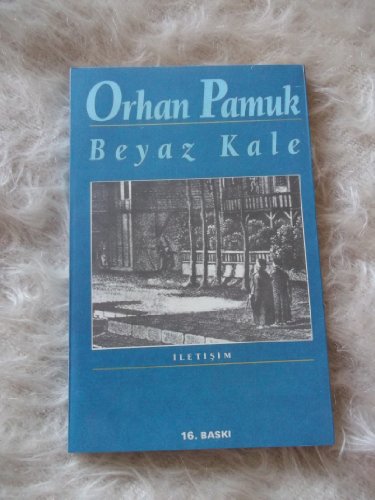 Orhan Pamuk
Beyaz Kale
İLETİŞİM
16. BASKI